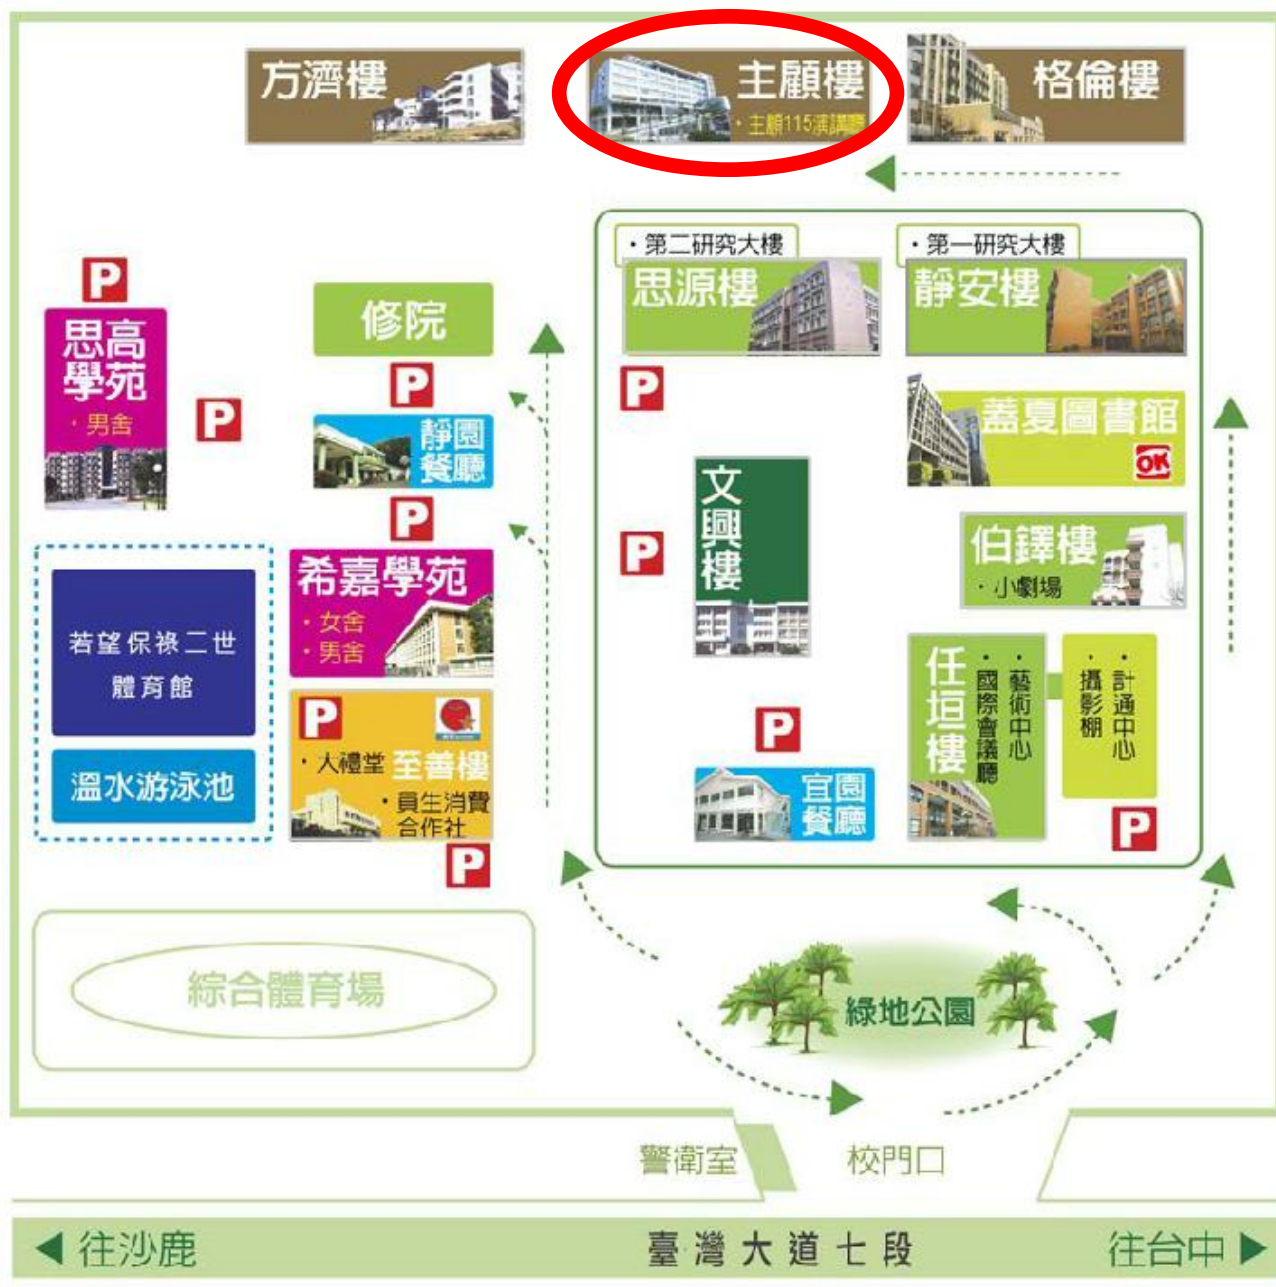 方濟樓
主顧樓
・主顧115演講廳
格倫樓
・第二研究大樓
思源樓
・第一研究大樓
靜安樓
P
思高
學苑
・男舍
P
修院
P
靜園
餐廳
P
希嘉學苑
・女舍
・男舍
若望保祿二世
體育館
溫水游泳池
P
・大禮堂 至善樓
・員生消費
合作社
P
P
P
文興樓
P
宜園
餐廳
蓋夏圖書館
OK
伯鐸樓
・小劇場
任垣樓
・藝術中心
・國際會議廳
・計通中心
・攝影棚
P
綜合體育場
綠地公園
警衛室
校門口
往沙鹿
臺灣大道七段
往台中